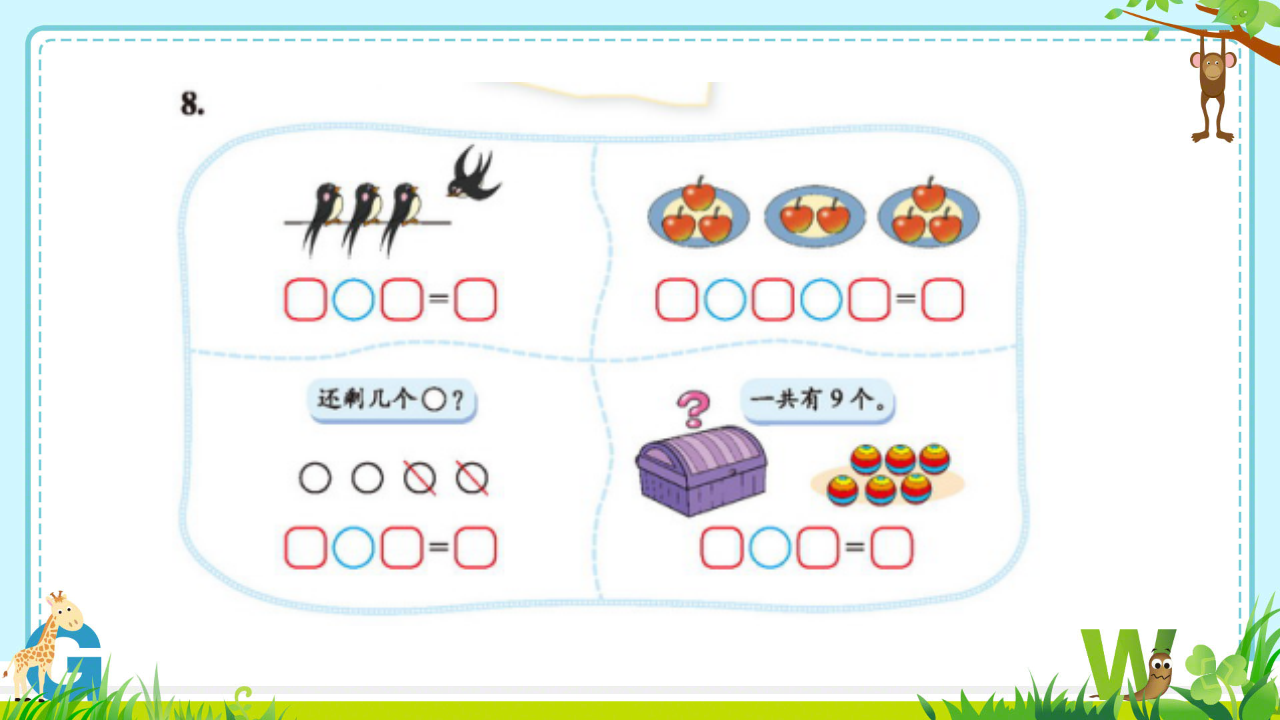 8.
=
=
还剩几个○?
?
一共有9个。
=
=
G
W